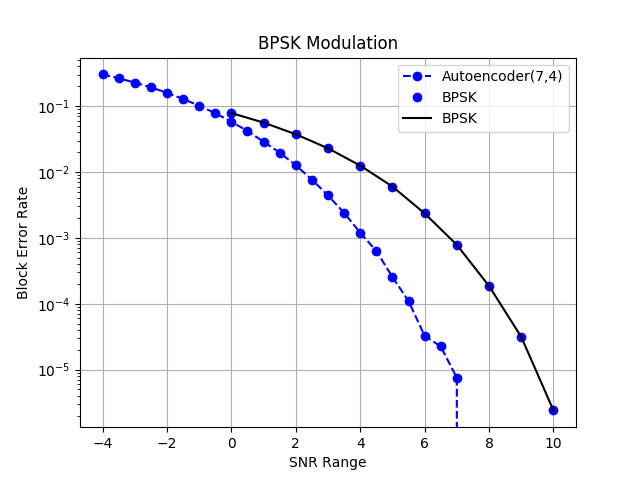 BPSK Modulation
Autoencoder(7,4)
BPSK
BPSK
Block Error Rate
10⁻¹
10⁻²
10⁻³
10⁻⁴
10⁻⁵
−4 −2 0 2 4 6 8 10
SNR Range